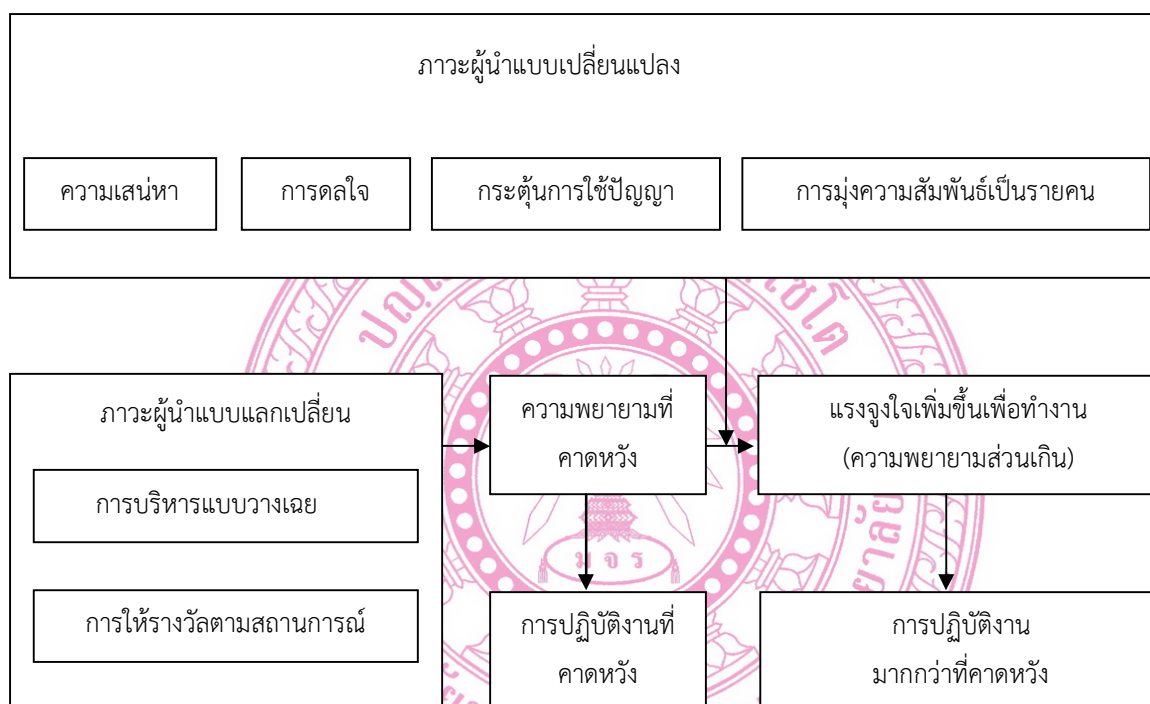 ภาวะผู้นำแบบเปลี่ยนแปลง
ความเสน่หา
การดลใจ
กระตุ้นการใช้ปัญญา
การมุ่งความสัมพันธ์เป็นรายคน
ภาวะผู้นำแบบแลกเปลี่ยน
การบริหารแบบวางเฉย
การให้รางวัลตามสถานการณ์
ความพยายามที่
คาดหวัง
แรงจูงใจเพิ่มขึ้นเพื่อทำงาน
(ความพยายามส่วนเกิน)
การปฏิบัติงานที่
คาดหวัง
การปฏิบัติงาน
มากกว่าที่คาดหวัง
ม จ ร